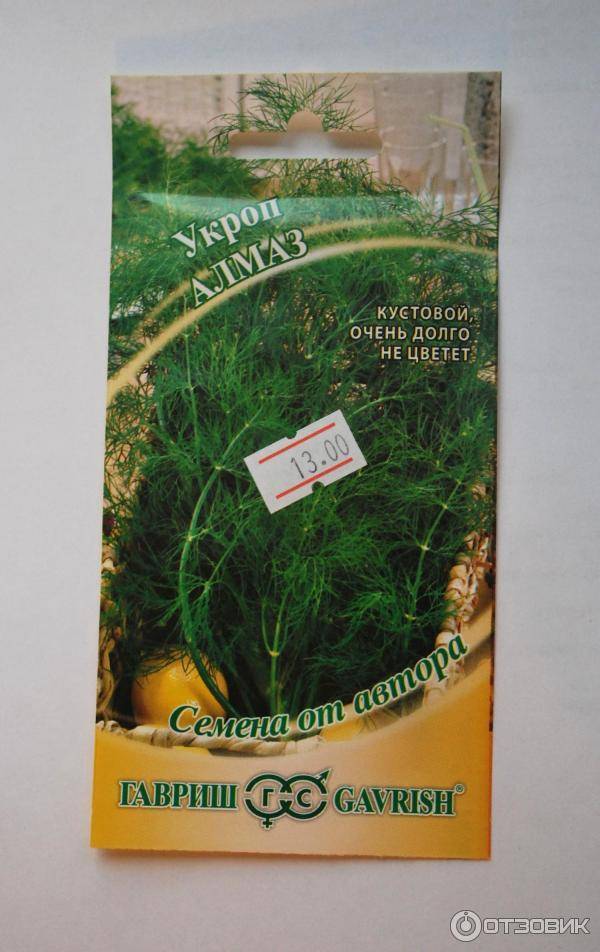 Укроп
АЛМАЗ
КУСТОВОЙ,
ОЧЕНЬ ДОЛГО
НЕ ЦВЕТЕТ
13.00
Семена от автора
ГАВРИШ ГС GAVRISH®
ОТЗОВИК